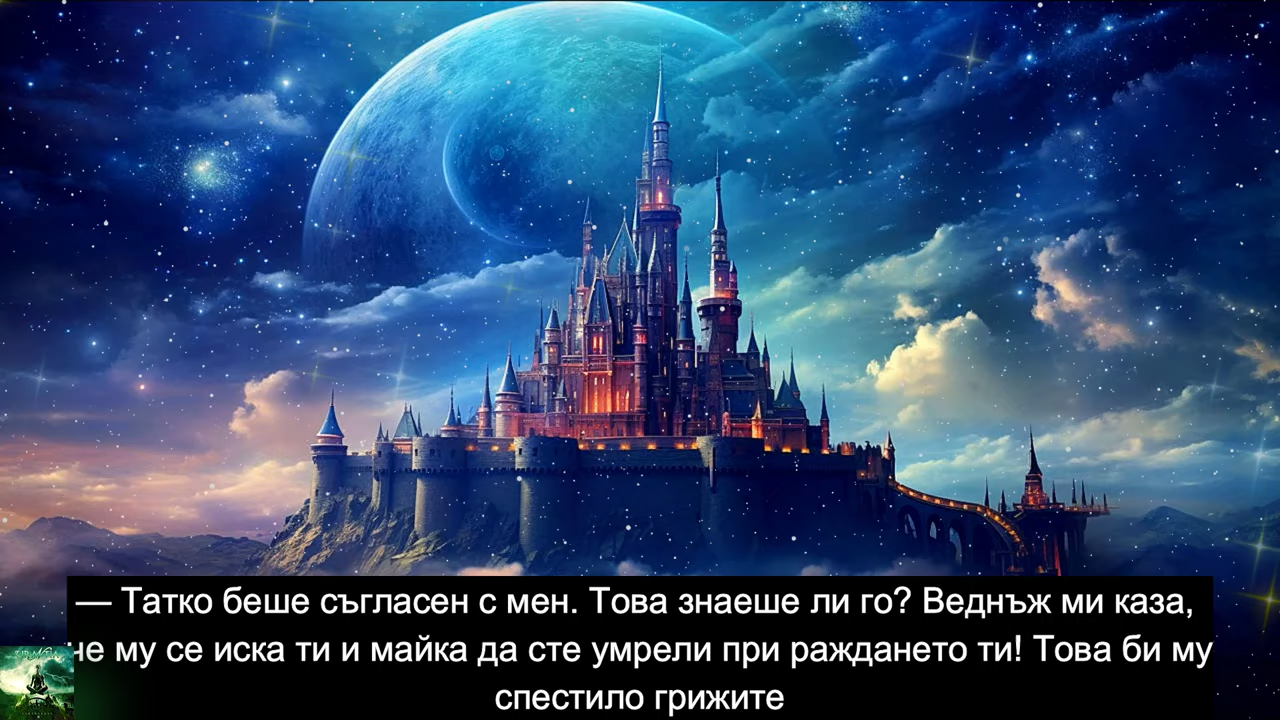 — Татко беше съгласен с мен. Това знаеше ли го? Веднъж ми каза,
му се иска ти и майка да сте умрели при раждането ти! Това би му
спестило грижите